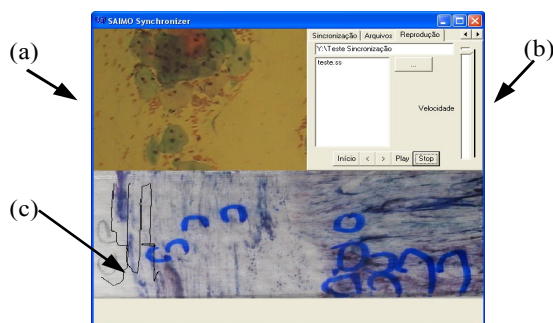 SAIMO Synchronizer
(a)
(b)
(c)
Sincronização Arquivos Reprodução
Y:\Teste Sincronização
teste.ss
...
Velocidade
Início < > Play Stop